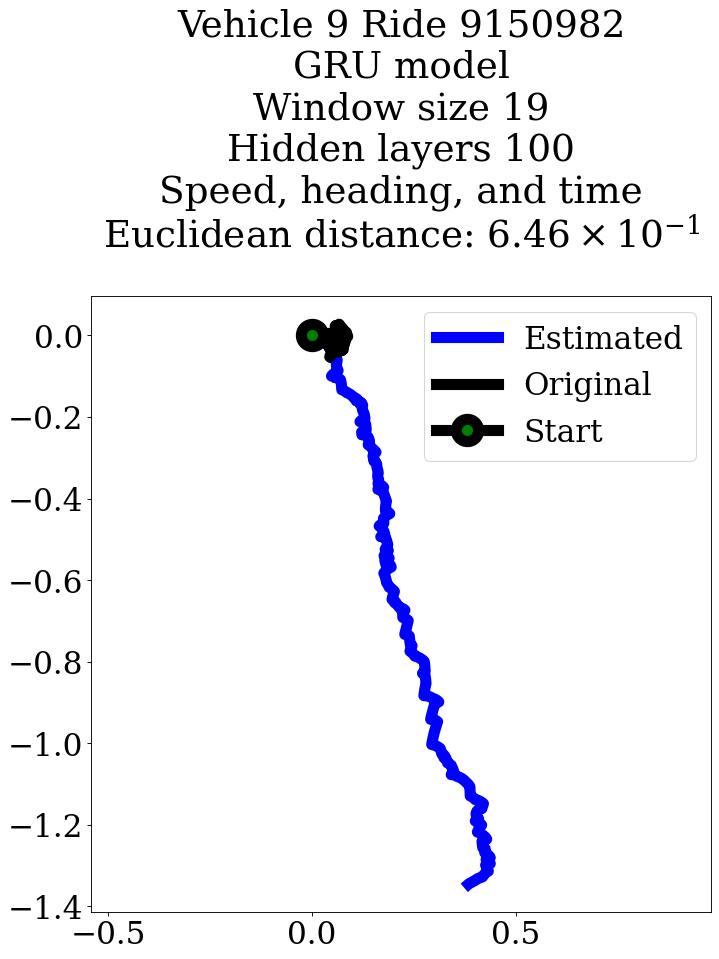 Vehicle 9 Ride 9150982
GRU model
Window size 19
Hidden layers 100
Speed, heading, and time
Euclidean distance: 6.46 × 10⁻¹
Estimated
Original
Start
0.0
−0.2
−0.4
−0.6
−0.8
−1.0
−1.2
−1.4
−0.5 0.0 0.5